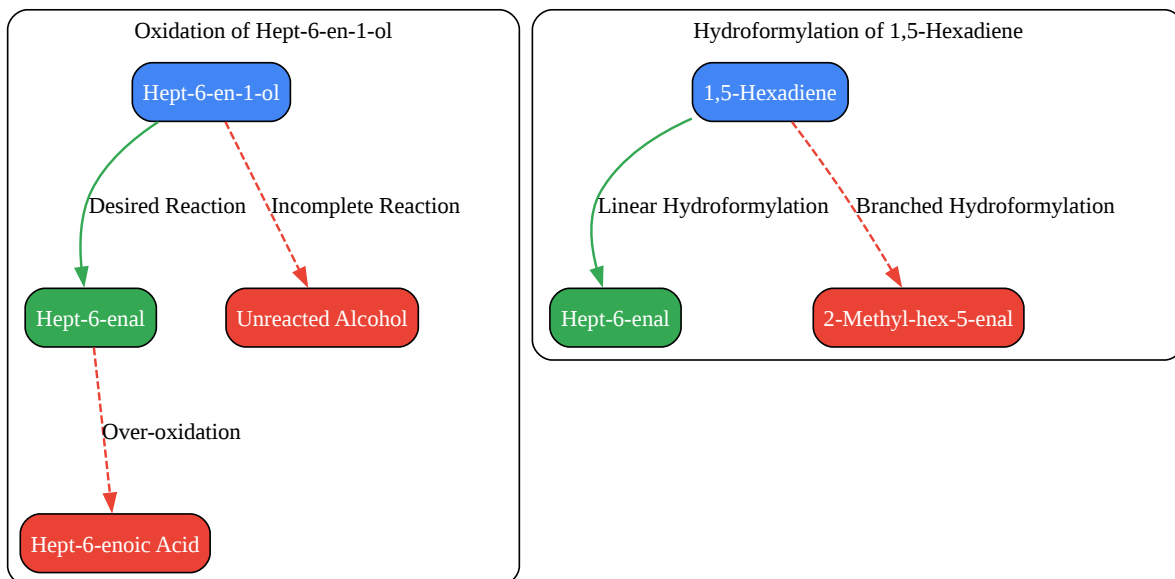 Oxidation of Hept-6-en-1-ol
Hept-6-en-1-ol
Desired Reaction
Incomplete Reaction
Hept-6-enal
Unreacted Alcohol
Over-oxidation
Hept-6-enoic Acid
Hydroformylation of 1,5-Hexadiene
1,5-Hexadiene
Linear Hydroformylation
Branched Hydroformylation
Hept-6-enal
2-Methyl-hex-5-enal